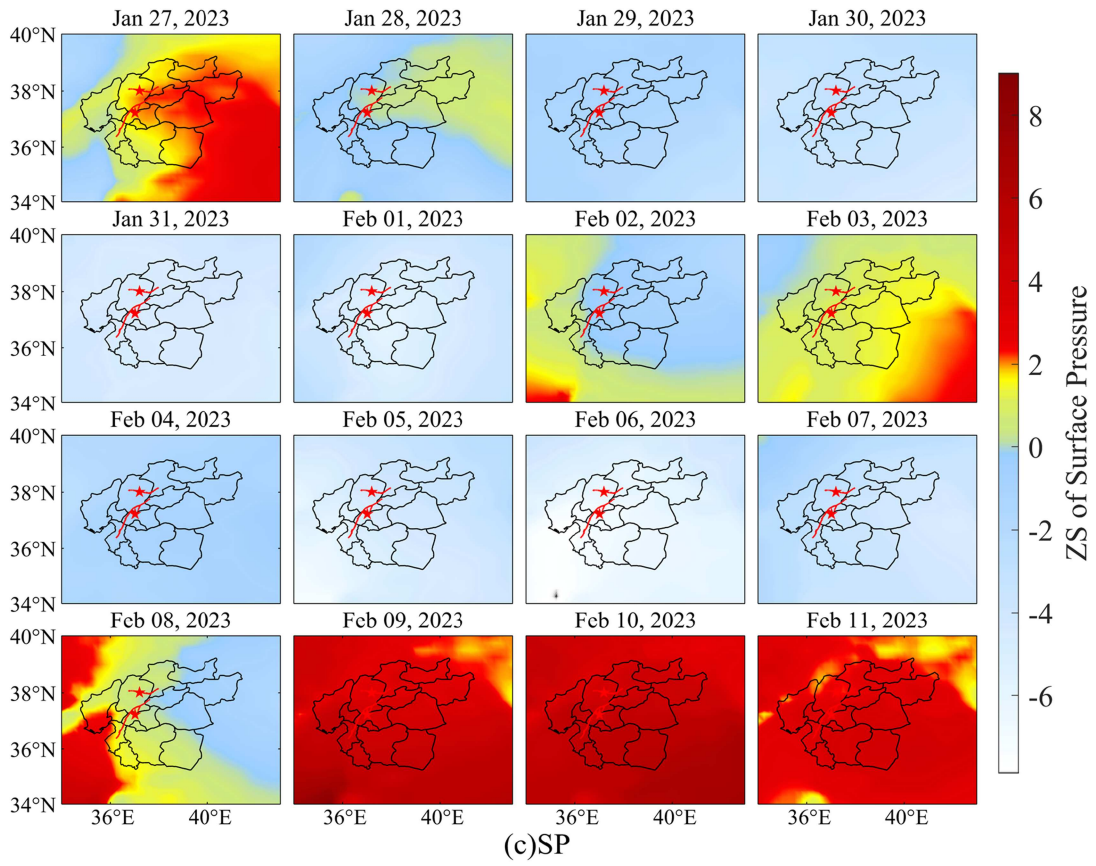 Jan 27, 2023
Jan 28, 2023
Jan 29, 2023
Jan 30, 2023
40°N
38°N
36°N
34°N
Jan 31, 2023
Feb 01, 2023
Feb 02, 2023
Feb 03, 2023
40°N
38°N
36°N
34°N
Feb 04, 2023
Feb 05, 2023
Feb 06, 2023
Feb 07, 2023
40°N
38°N
36°N
34°N
Feb 08, 2023
Feb 09, 2023
Feb 10, 2023
Feb 11, 2023
40°N
38°N
36°N
34°N
36°E
40°E
36°E
40°E
36°E
40°E
36°E
40°E
8
6
4
2
0
-2
-4
-6
ZS of Surface Pressure
(c)SP